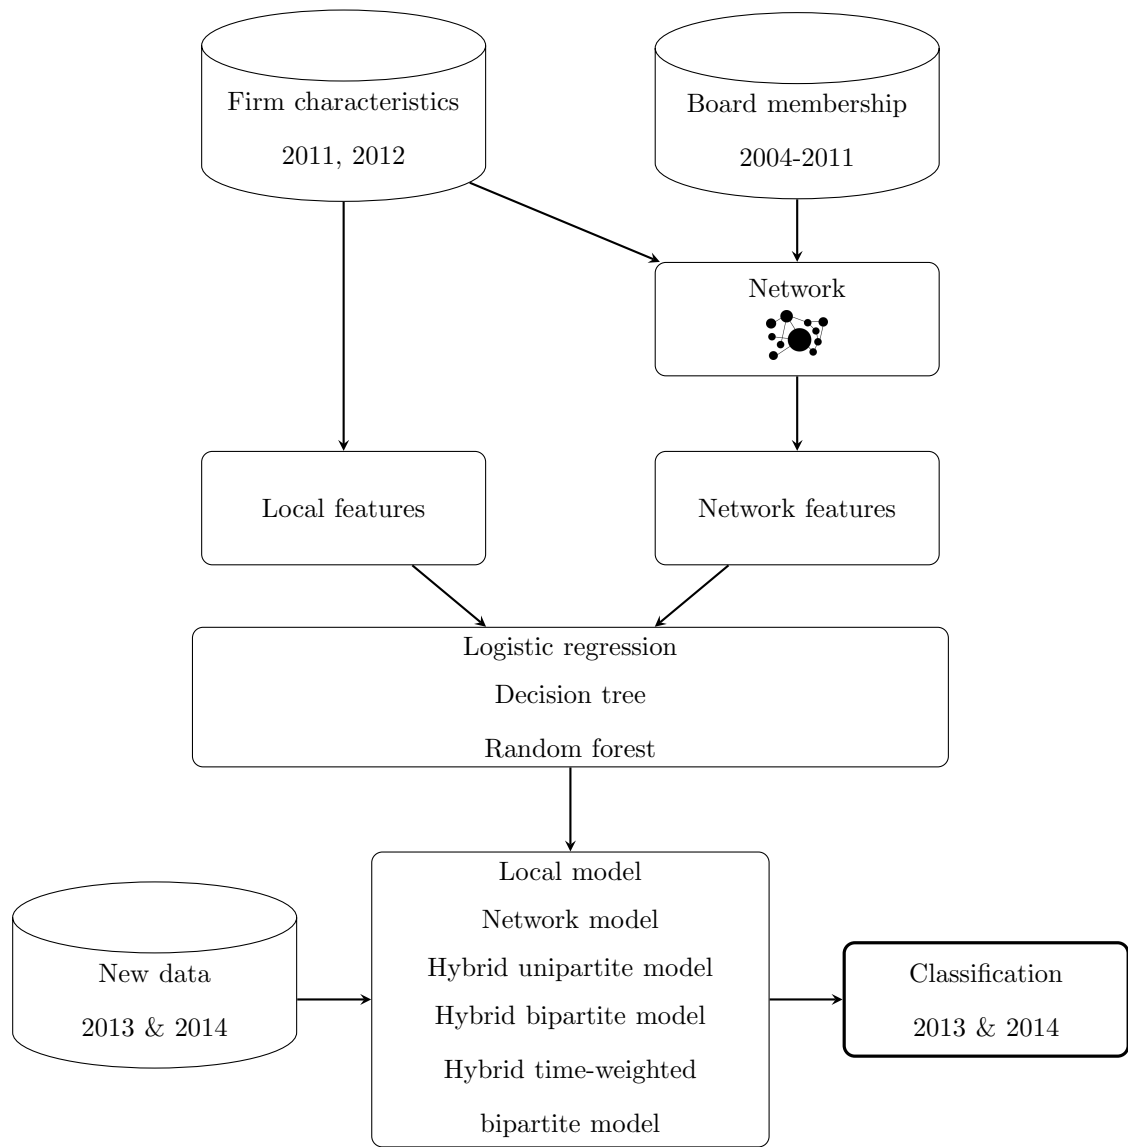 Firm characteristics
2011, 2012
Board membership
2004-2011
Network
Local features
Network features
Logistic regression
Decision tree
Random forest
Local model
Network model
Hybrid unipartite model
Hybrid bipartite model
Hybrid time-weighted
bipartite model
New data
2013 & 2014
Classification
2013 & 2014